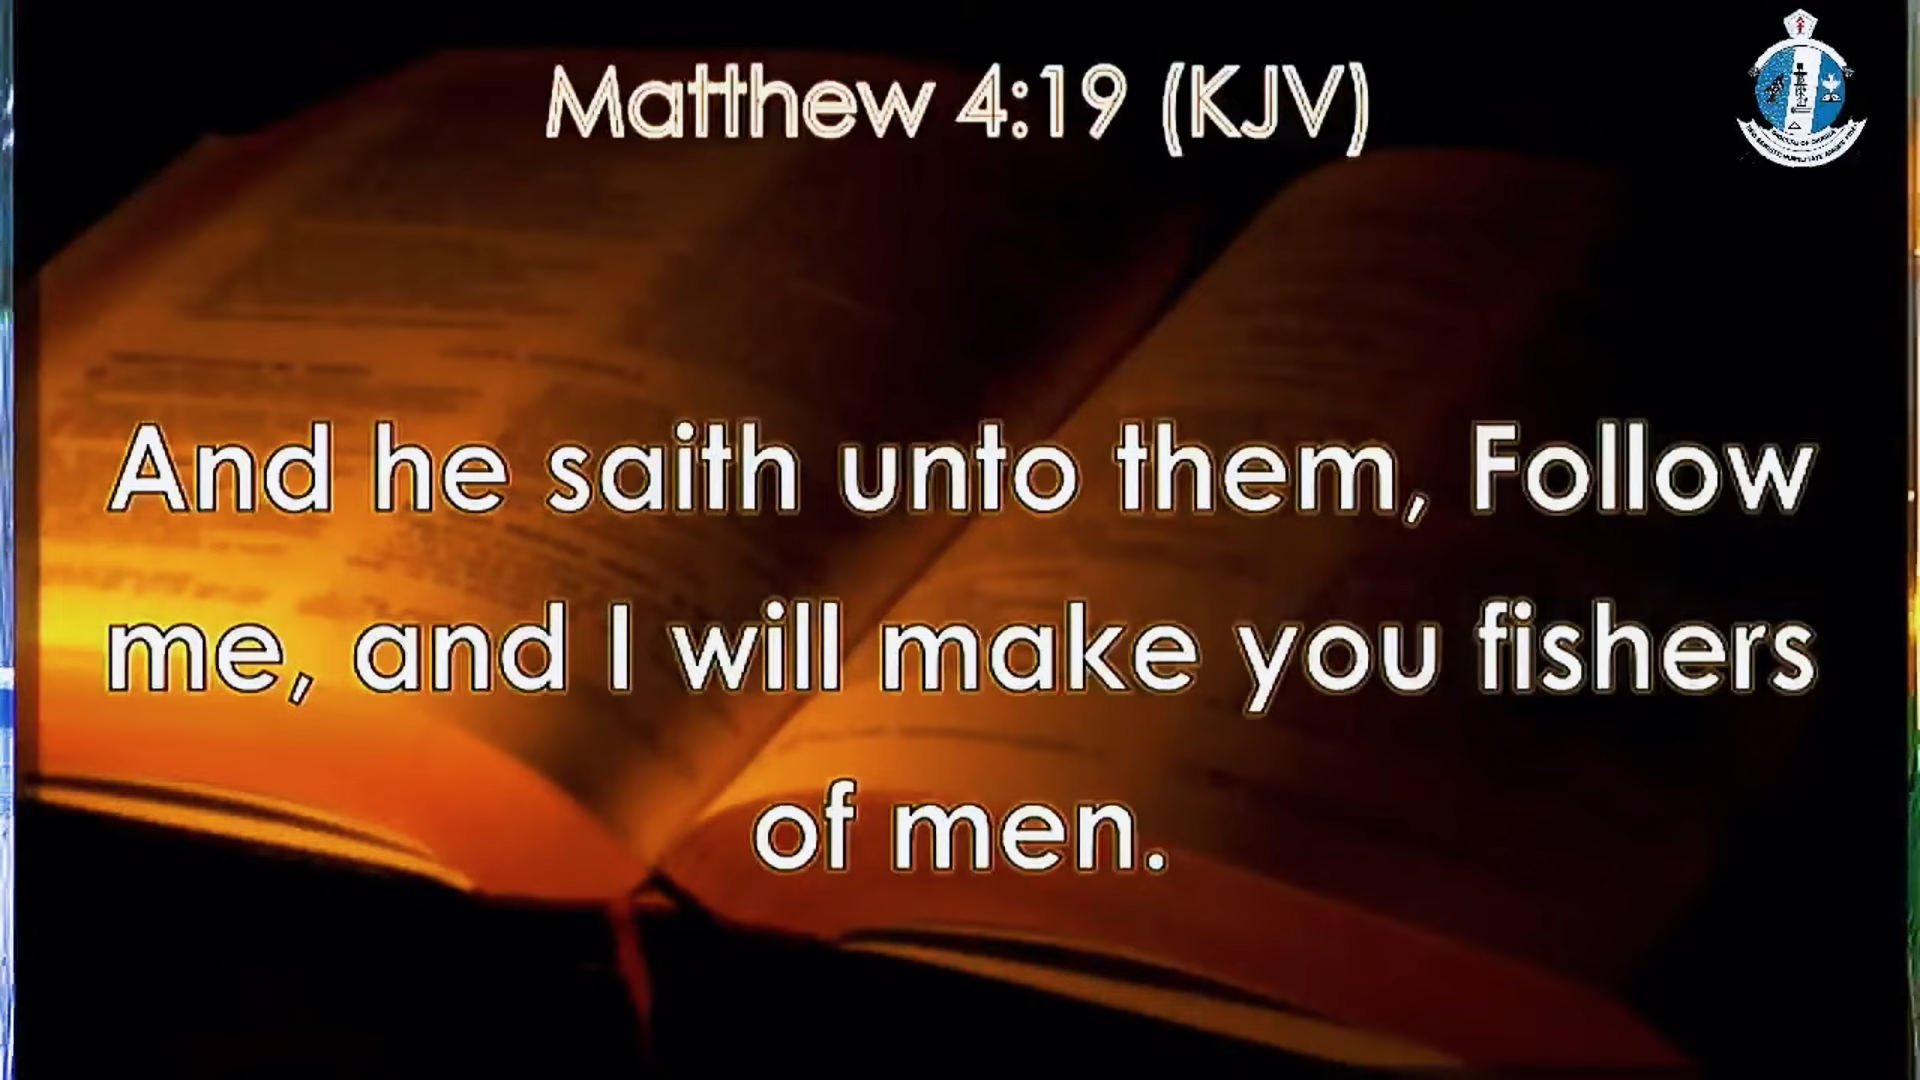 Matthew 4:19 (KJV)
And he saith unto them, Follow
me, and I will make you fishers
of men.